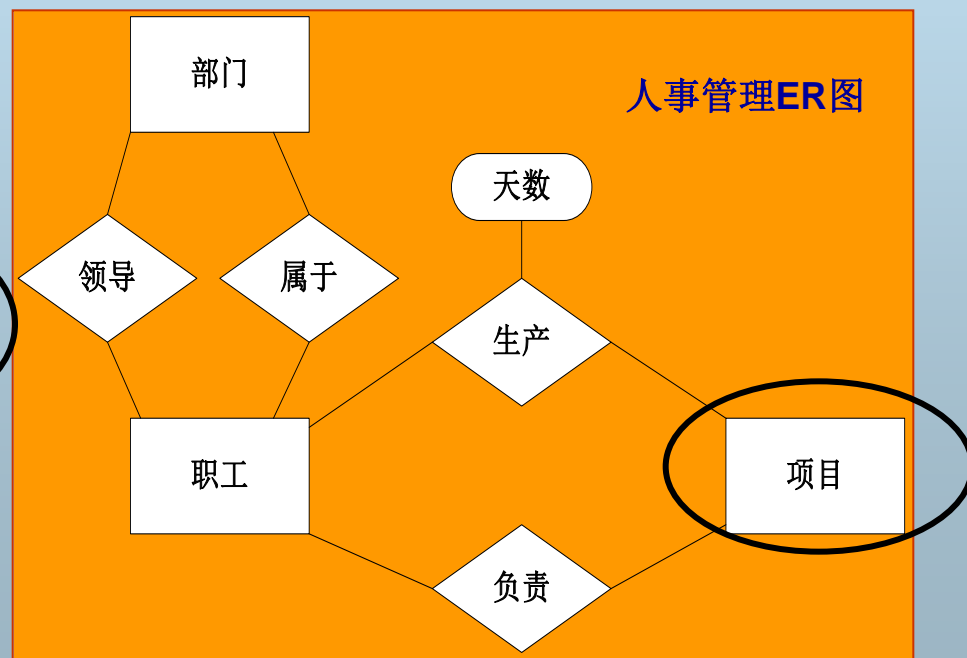 部门
人事管理ER图
天数
领导
属于
生产
职工
项目
负责